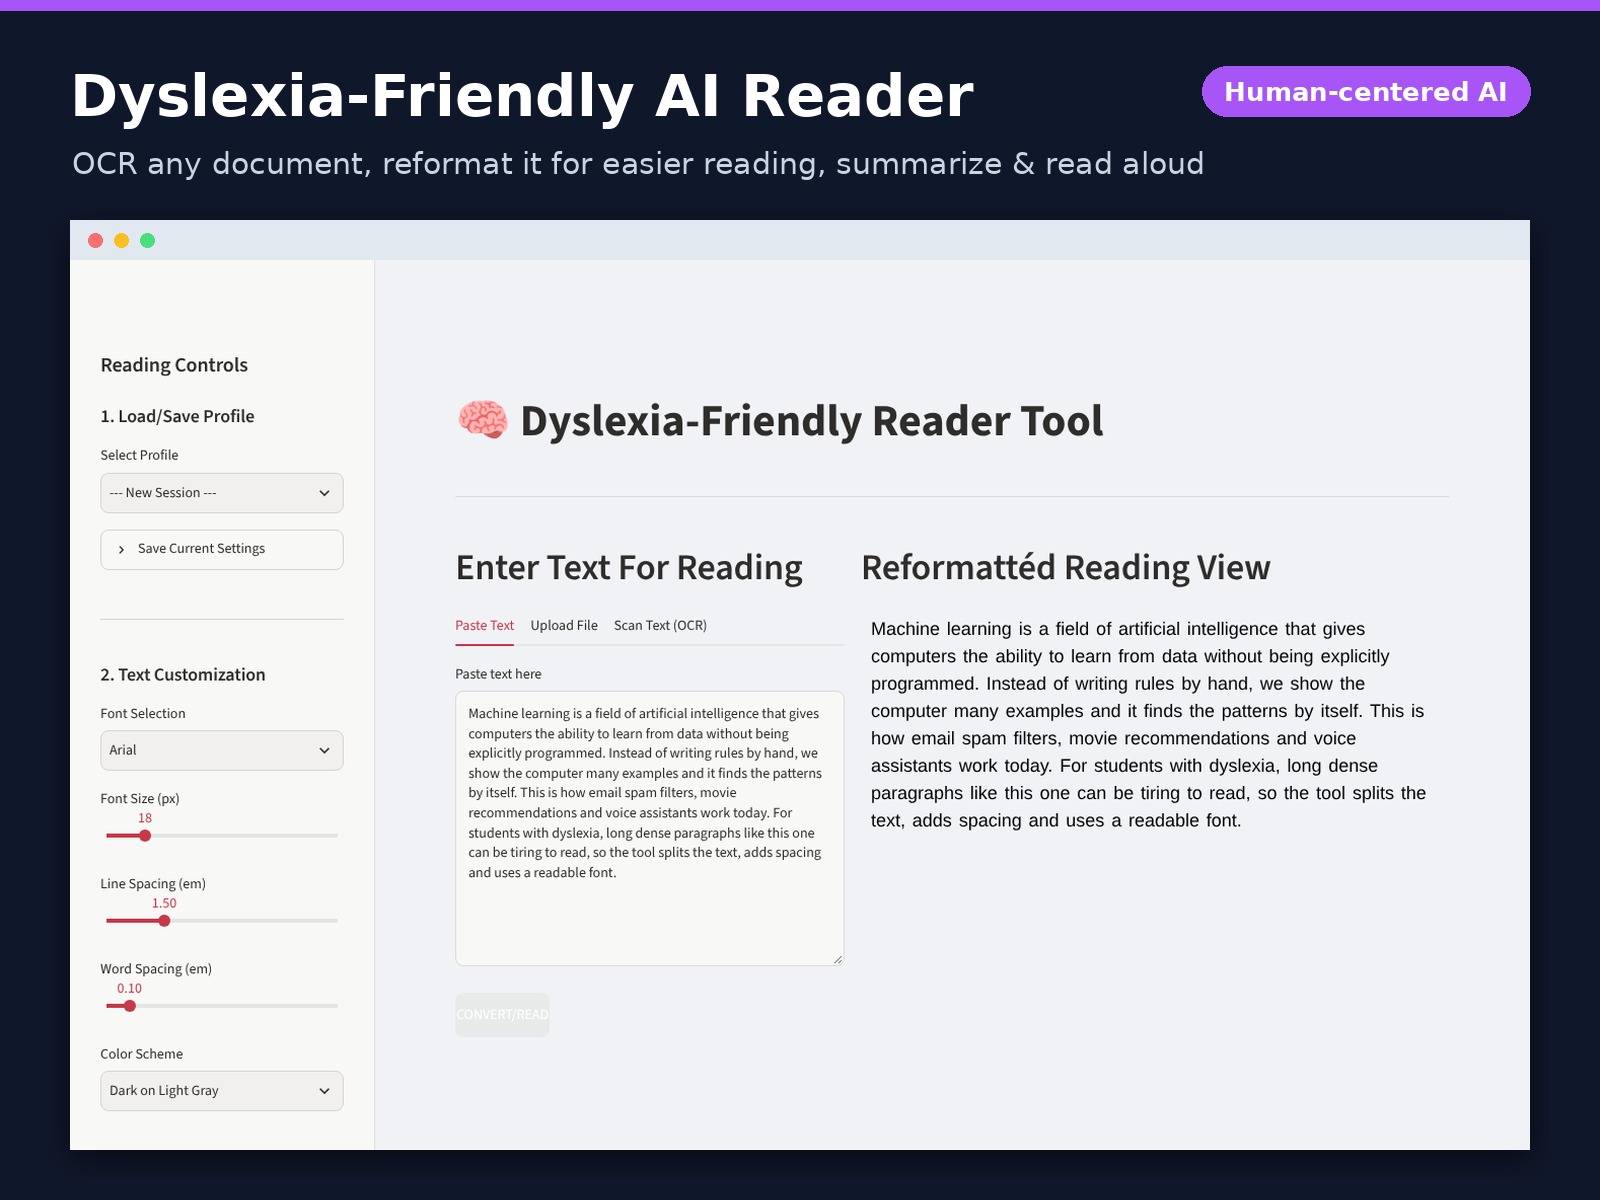 Dyslexia-Friendly AI Reader
Human-centered AI
OCR any document, reformat it for easier reading, summarize & read aloud
Reading Controls
1. Load/Save Profile
Select Profile
--- New Session ---
Save Current Settings
2. Text Customization
Font Selection
Arial
Font Size (px)
18
Line Spacing (em)
1.50
Word Spacing (em)
0.10
Color Scheme
Dark on Light Gray
🧠 Dyslexia-Friendly Reader Tool
Enter Text For Reading
Paste Text Upload File Scan Text (OCR)
Paste text here
Machine learning is a field of artificial intelligence that gives
computers the ability to learn from data without being
explicitly programmed. Instead of writing rules by hand, we
show the computer many examples and it finds the patterns
by itself. This is how email spam filters, movie
recommendations and voice assistants work today. For
students with dyslexia, long dense paragraphs like this one
can be tiring to read, so the tool splits the text, adds spacing
and uses a readable font.
CONVERT/READ
Reformattéd Reading View
Machine learning is a field of artificial intelligence that gives
computers the ability to learn from data without being explicitly
programmed. Instead of writing rules by hand, we show the
computer many examples and it finds the patterns by itself. This is
how email spam filters, movie recommendations and voice
assistants work today. For students with dyslexia, long dense
paragraphs like this one can be tiring to read, so the tool splits the
text, adds spacing and uses a readable font.